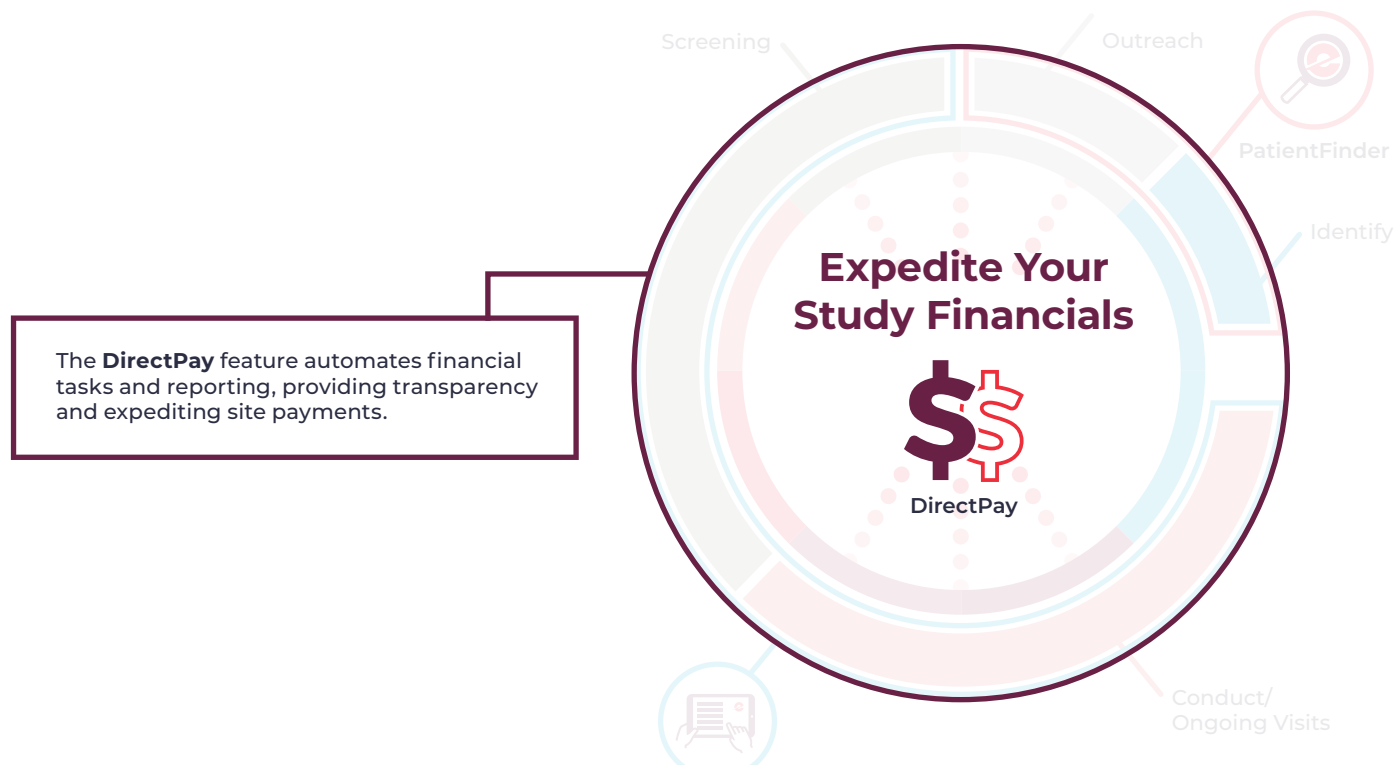 Screening
Outreach
PatientFinder
Identify
Expedite Your
Study Financials
The DirectPay feature automates financial
tasks and reporting, providing transparency
and expediting site payments.
DirectPay
Conduct/
Ongoing Visits